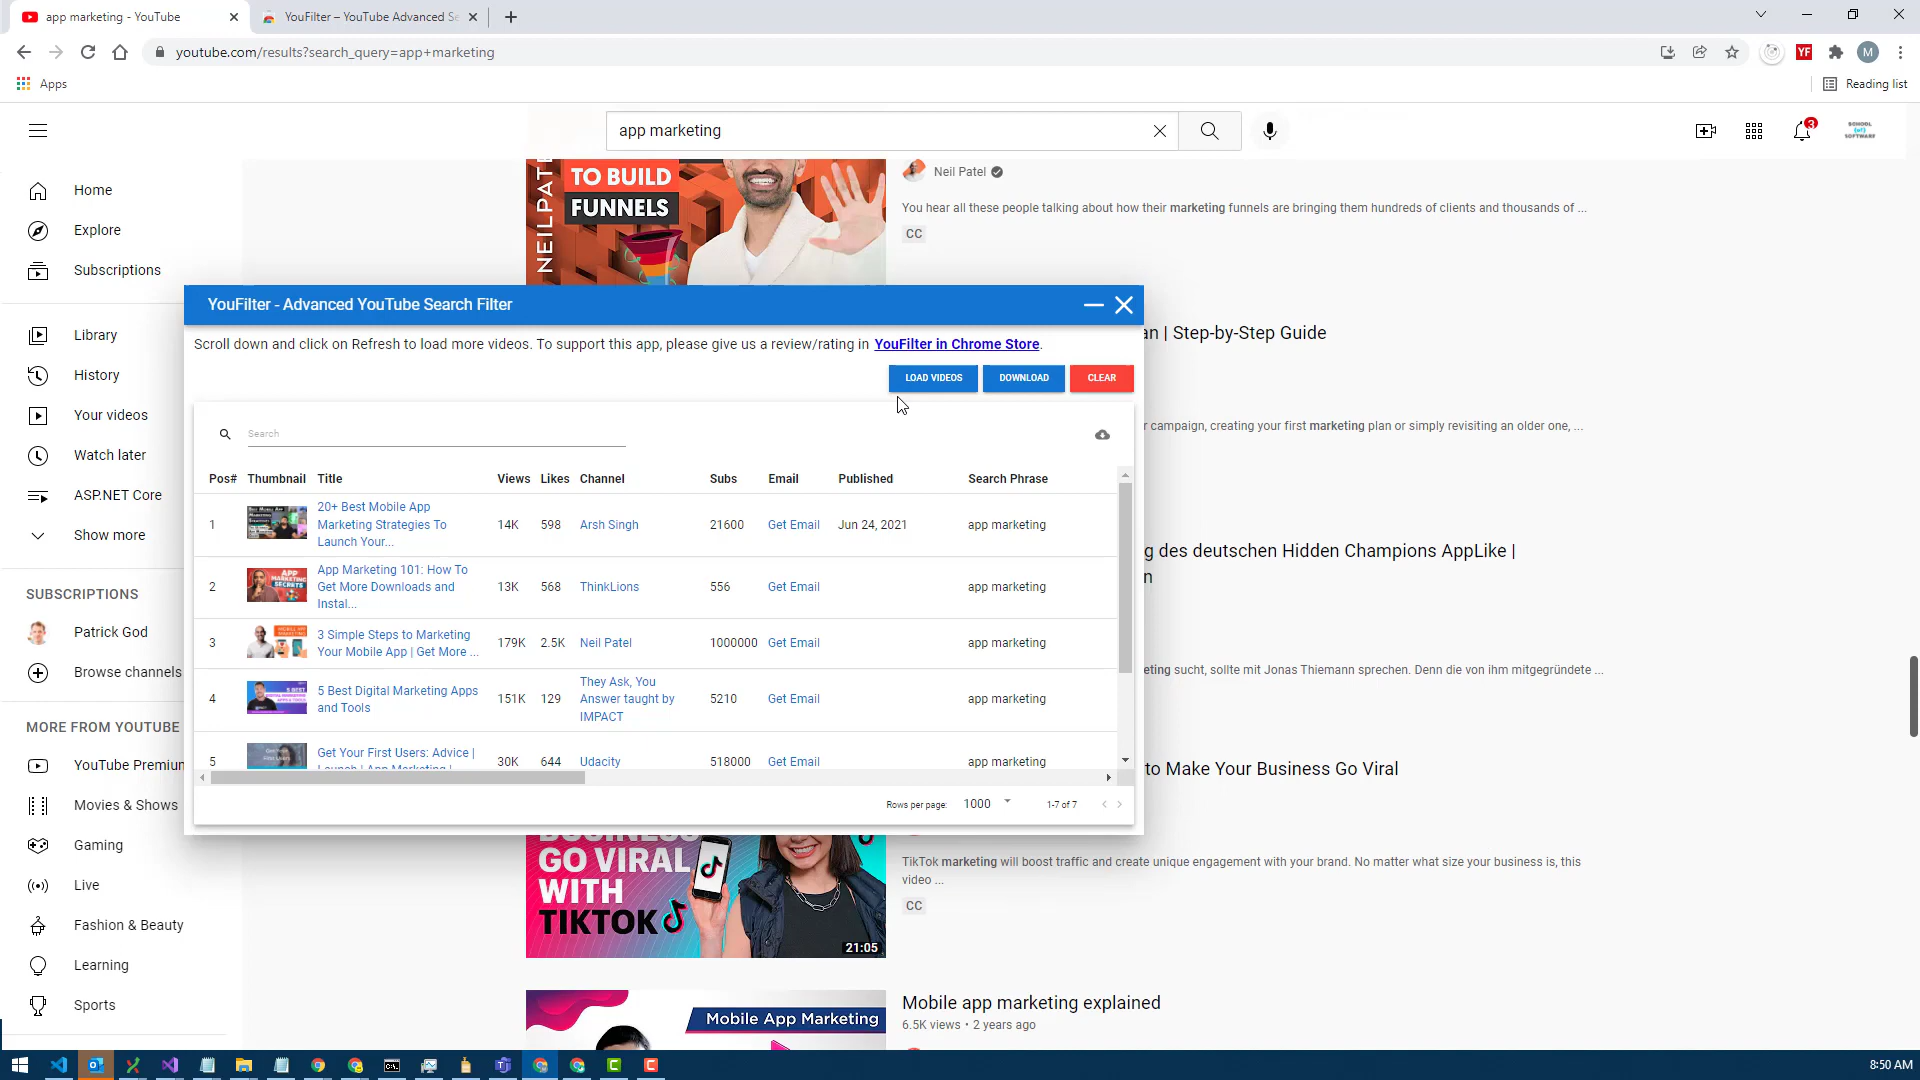 app marketing - YouTube
YouFilter – YouTube Advanced Se
youtube.com/results?search_query=app+marketing
YF
M
Apps
Reading list
app marketing
3
SCHOOL
{of}
SOFTWARE
Home
Explore
Subscriptions
Library
History
Your videos
Watch later
ASP.NET Core
Show more
SUBSCRIPTIONS
Patrick God
Browse channels
MORE FROM YOUTUBE
YouTube Premium
Movies & Shows
Gaming
Live
Fashion & Beauty
Learning
Sports
NEILPATE
TO BUILD
FUNNELS
Neil Patel
You hear all these people talking about how their marketing funnels are bringing them hundreds of clients and thousands of ...
CC
an | Step-by-Step Guide
r campaign, creating your first marketing plan or simply revisiting an older one, ...
g des deutschen Hidden Champions AppLike |
n
eting sucht, sollte mit Jonas Thiemann sprechen. Denn die von ihm mitgegründete ...
to Make Your Business Go Viral
YouFilter - Advanced YouTube Search Filter
Scroll down and click on Refresh to load more videos. To support this app, please give us a review/rating in YouFilter in Chrome Store.
LOAD VIDEOS DOWNLOAD CLEAR
Search
Pos# Thumbnail Title Views Likes Channel Subs Email Published Search Phrase
1 20+ Best Mobile App Marketing Strategies To Launch Your... 14K 598 Arsh Singh 21600 Get Email Jun 24, 2021 app marketing
2 App Marketing 101: How To Get More Downloads and Instal... 13K 568 ThinkLions 556 Get Email app marketing
3 3 Simple Steps to Marketing Your Mobile App | Get More ... 179K 2.5K Neil Patel 1000000 Get Email app marketing
4 5 Best Digital Marketing Apps and Tools 151K 129 They Ask, You Answer taught by IMPACT 5210 Get Email app marketing
5 Get Your First Users: Advice | Launch | App Marketing | 30K 644 Udacity 518000 Get Email app marketing
Rows per page: 1000 1-7 of 7
BUSINESS
GO VIRAL
WITH
TIKTOK
21:05
TikTok marketing will boost traffic and create unique engagement with your brand. No matter what size your business is, this
video ...
CC
Mobile App Marketing
Mobile app marketing explained
6.5K views • 2 years ago
8:50 AM